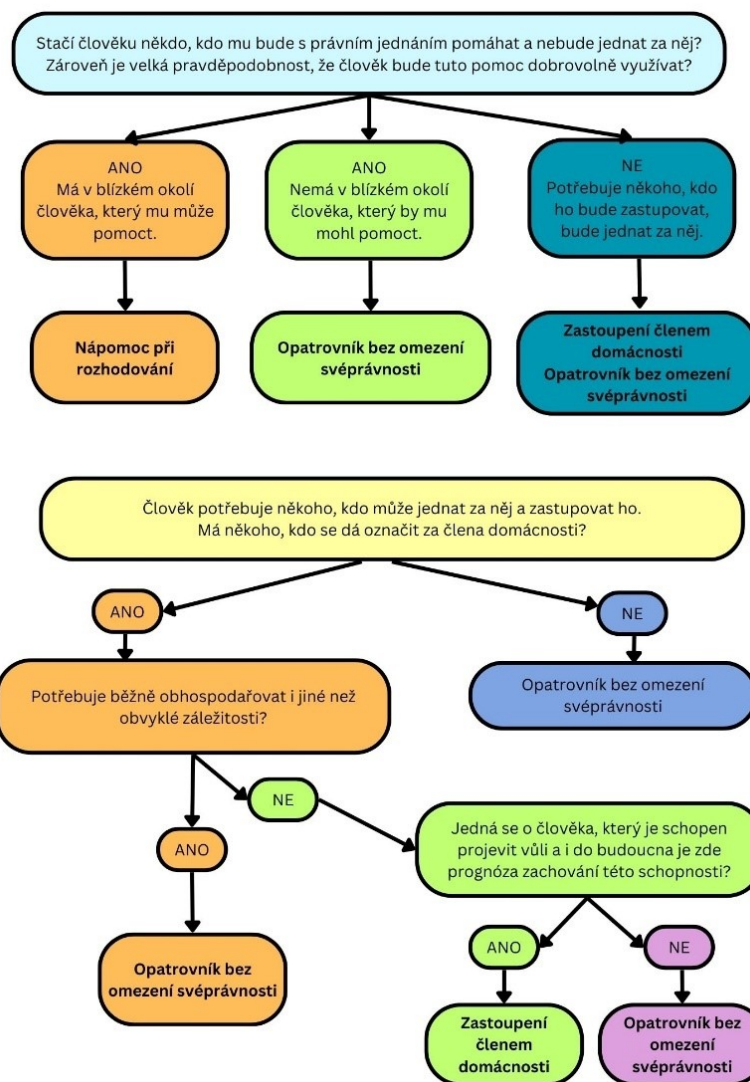 Stačí člověku někdo, kdo mu bude s právním jednáním pomáhat a nebude jednat za něj?
Zároveň je velká pravděpodobnost, že člověk bude tuto pomoc dobrovolně využívat?
ANO
Má v blízkém okolí
člověka, který mu může
pomoct.
ANO
Nemá v blízkém okolí
člověka, který by mu
mohl pomoct.
NE
Potřebuje někoho, kdo
ho bude zastupovat,
bude jednat za něj.
Nápomoc při
rozhodování
Opatrovník bez omezení
svéprávnosti
Zastoupení členem
domácnosti
Opatrovník bez omezení
svéprávnosti
Člověk potřebuje někoho, kdo může jednat za něj a zastupovat ho.
Má někoho, kdo se dá označit za člena domácnosti?
ANO
NE
Potřebuje běžně obhospodařovat i jiné než
obvyklé záležitosti?
Opatrovník bez omezení
svéprávnosti
NE
ANO
Jedná se o člověka, který je schopen
projevit vůli a i do budoucna je zde
prognóza zachování této schopnosti?
Opatrovník bez
omezení svéprávnosti
ANO
NE
Zastoupení
členem
domácnosti
Opatrovník bez
omezení
svéprávnosti